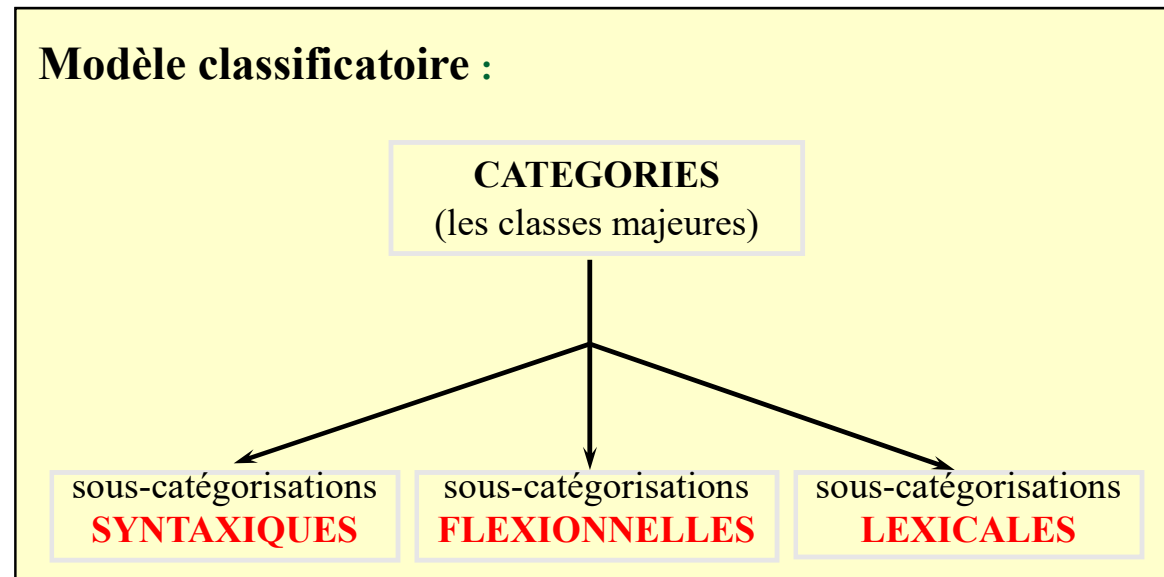 Modèle classificatoire :
CATEGORIES
(les classes majeures)
sous-catégorisations
SYNTAXIQUES
sous-catégorisations
FLEXIONNELLES
sous-catégorisations
LEXICALES